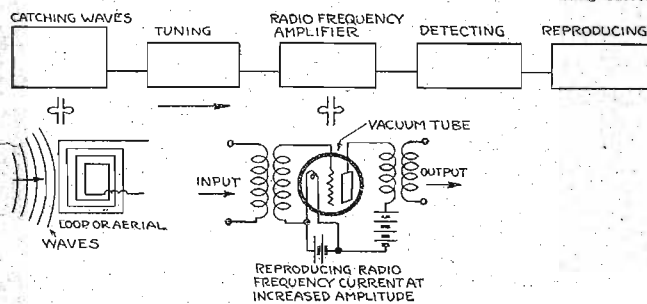 CATCHING WAVES
TUNING
RADIO FREQUENCY
AMPLIFIER
DETECTING
REPRODUCING
VACUUM TUBE
INPUT
OUTPUT
LOOP OR AERIAL
WAVES
REPRODUCING RADIO
FREQUENCY CURRENT AT
INCREASED AMPLITUDE